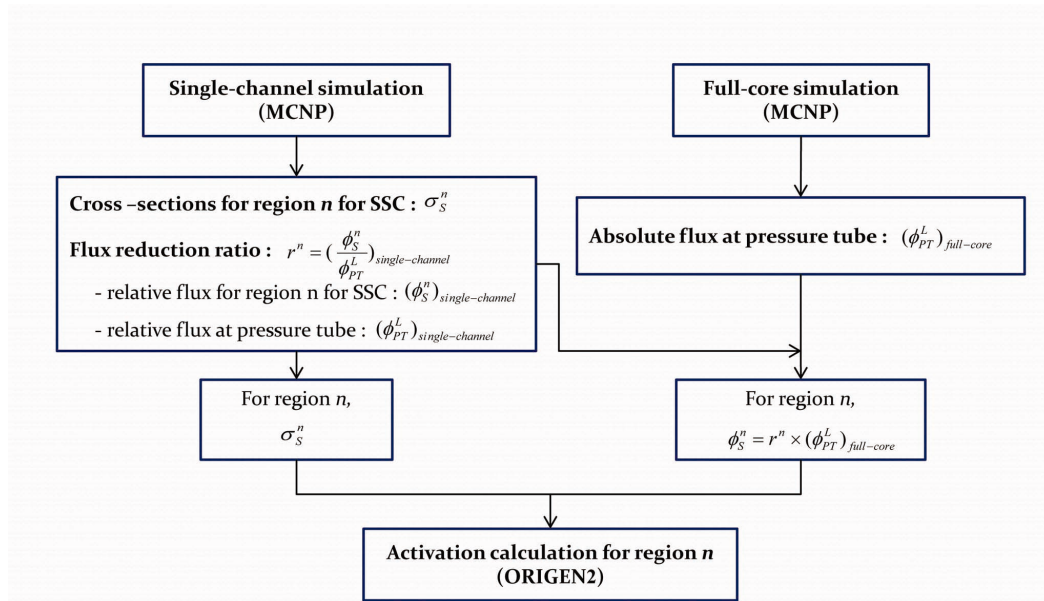 Single-channel simulation
(MCNP)
Full-core simulation
(MCNP)
Cross –sections for region n for SSC : σ_S^n
Flux reduction ratio : r^n = (ϕ_S^n / ϕ_PT^L)_single–channel
- relative flux for region n for SSC : (ϕ_S^n)_single–channel
- relative flux at pressure tube : (ϕ_PT^L)_single–channel
Absolute flux at pressure tube : (ϕ_PT^L)_full–core
For region n,
σ_S^n
For region n,
ϕ_S^n = r^n × (ϕ_PT^L)_full–core
Activation calculation for region n
(ORIGEN2)